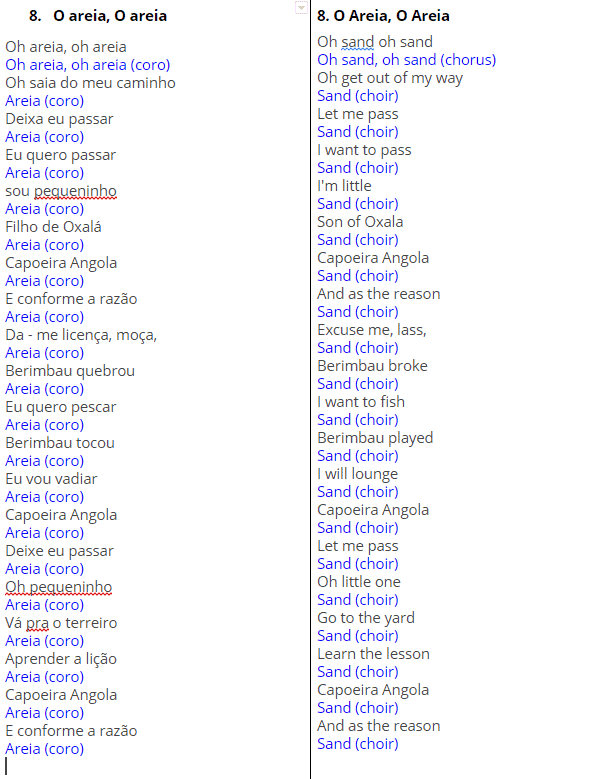 8. O areia, O areia
Oh areia, oh areia
Oh areia, oh areia (coro)
Oh saia do meu caminho
Areia (coro)
Deixa eu passar
Areia (coro)
Eu quero passar
Areia (coro)
sou pequeninho
Areia (coro)
Filho de Oxalá
Areia (coro)
Capoeira Angola
Areia (coro)
E conforme a razão
Areia (coro)
Da - me licença, moça,
Areia (coro)
Berimbau quebrou
Areia (coro)
Eu quero pescar
Areia (coro)
Berimbau tocou
Areia (coro)
Eu vou vadiar
Areia (coro)
Capoeira Angola
Areia (coro)
Deixe eu passar
Areia (coro)
Oh pequeninho
Areia (coro)
Vá pra o terreiro
Areia (coro)
Aprender a lição
Areia (coro)
Capoeira Angola
Areia (coro)
E conforme a razão
Areia (coro)
8. O Areia, O Areia
Oh sand oh sand
Oh sand, oh sand (chorus)
Oh get out of my way
Sand (choir)
Let me pass
Sand (choir)
I want to pass
Sand (choir)
I'm little
Sand (choir)
Son of Oxala
Sand (choir)
Capoeira Angola
Sand (choir)
And as the reason
Sand (choir)
Excuse me, lass,
Sand (choir)
Berimbau broke
Sand (choir)
I want to fish
Sand (choir)
Berimbau played
Sand (choir)
I will lounge
Sand (choir)
Capoeira Angola
Sand (choir)
Let me pass
Sand (choir)
Oh little one
Sand (choir)
Go to the yard
Sand (choir)
Learn the lesson
Sand (choir)
Capoeira Angola
Sand (choir)
And as the reason
Sand (choir)